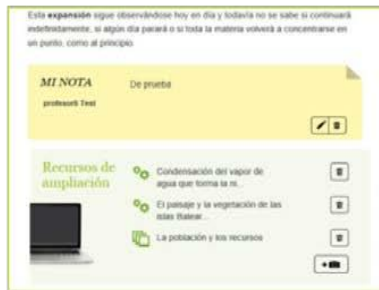 Esta expansión sigue observándose hoy en día y todavía no se sabe si continuará
indefinidamente, si algún día parará o si toda la materia volverá a concentrarse en
un punto, como al principio.
MI NOTA
De prueba
profesor5 Test
Recursos de
ampliación
Condensación del vapor de
agua que forma la ni...
El paisaje y la vegetación de las
islas Balear...
La población y los recursos